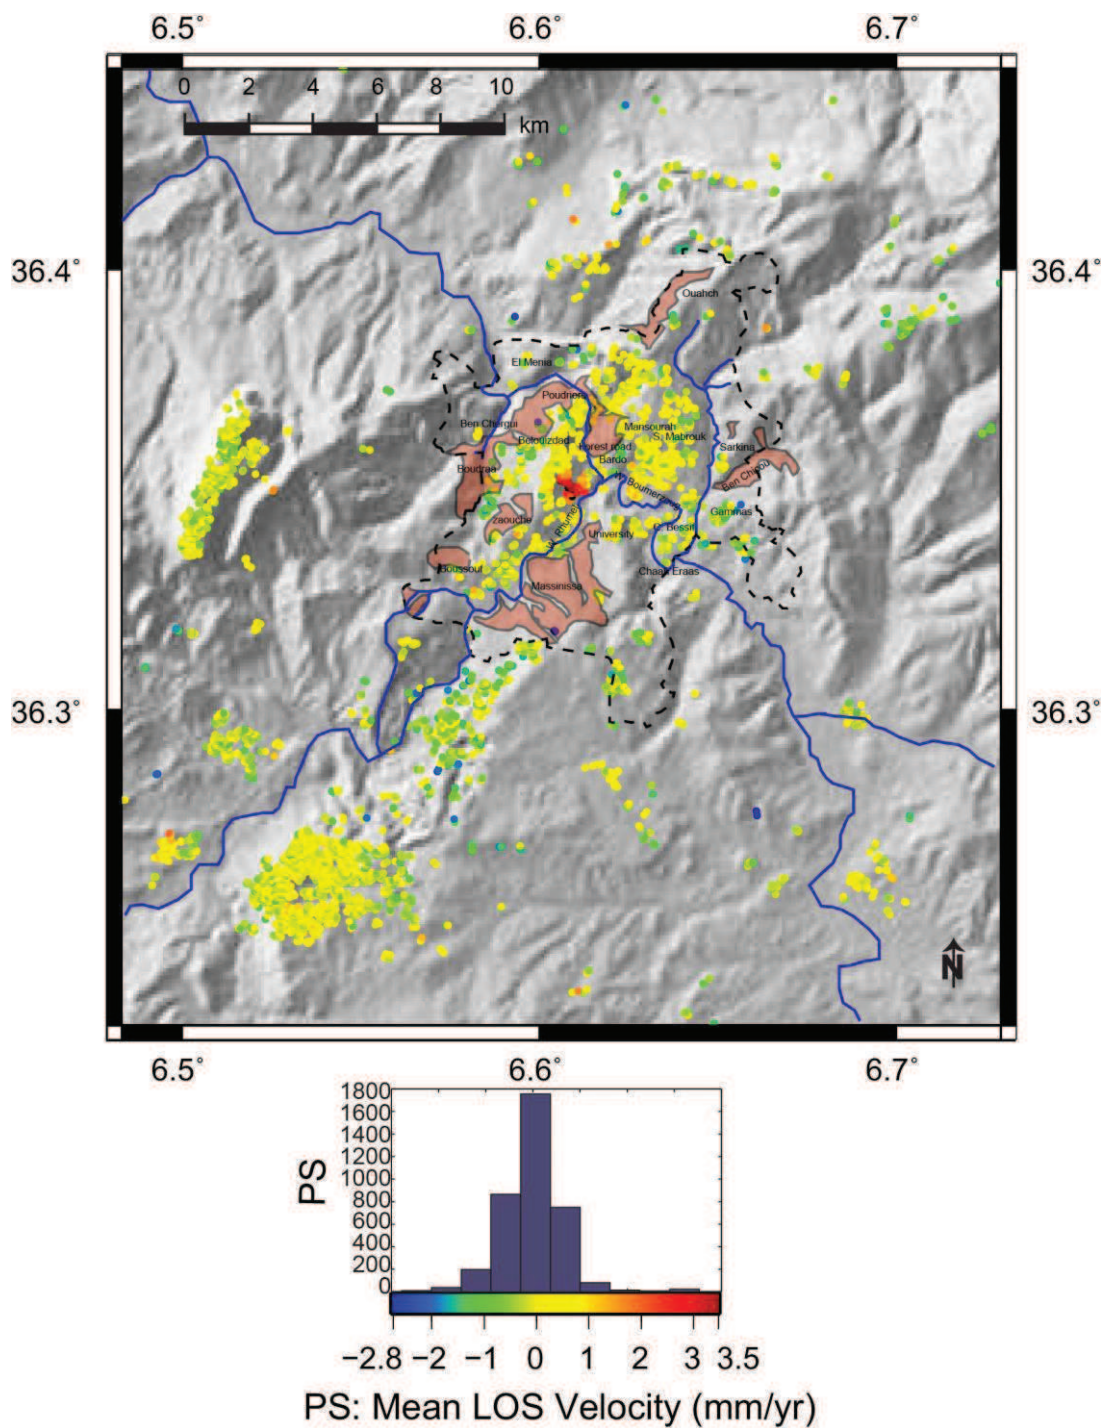 6.5° 6.6° 6.7°
0 2 4 6 8 10
km
36.4° 36.4°
Ouahch
El Menia
Poudriere
Ben Chergui
Mansourah
Belouizdad
S. Mabrouk
Forest road
Sarkina
Bardo
Boudraa
Ben Chicou
W. Boumerzoug
zaouche
Gammas
W. Rhumel
University
C. Bessif
Boussouf
Chaab Eraas
Massinissa
36.3° 36.3°
N
6.5° 6.6° 6.7°
1800
1400
1200
1000
800
600
400
200
0
PS
−2.8 −2 −1 0 1 2 3 3.5
PS: Mean LOS Velocity (mm/yr)